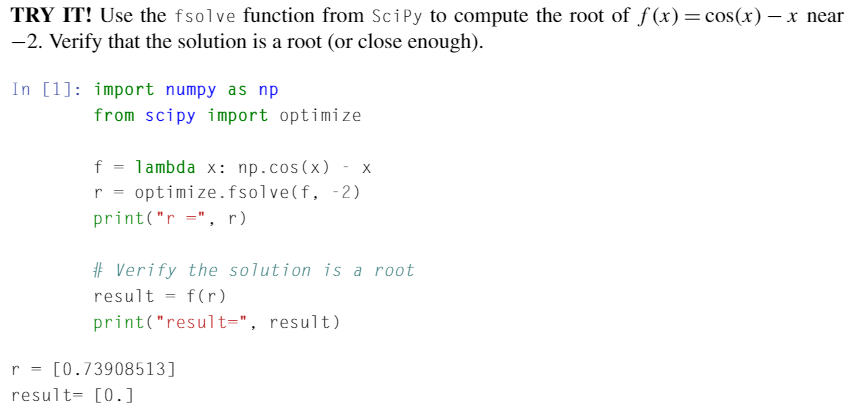 TRY IT! Use the fsolve function from SciPy to compute the root of f(x) = cos(x) − x near
−2. Verify that the solution is a root (or close enough).
In [1]: import numpy as np
from scipy import optimize
f = lambda x: np.cos(x) - x
r = optimize.fsolve(f, -2)
print("r =", r)
# Verify the solution is a root
result = f(r)
print("result=", result)
r = [0.73908513]
result= [0.]